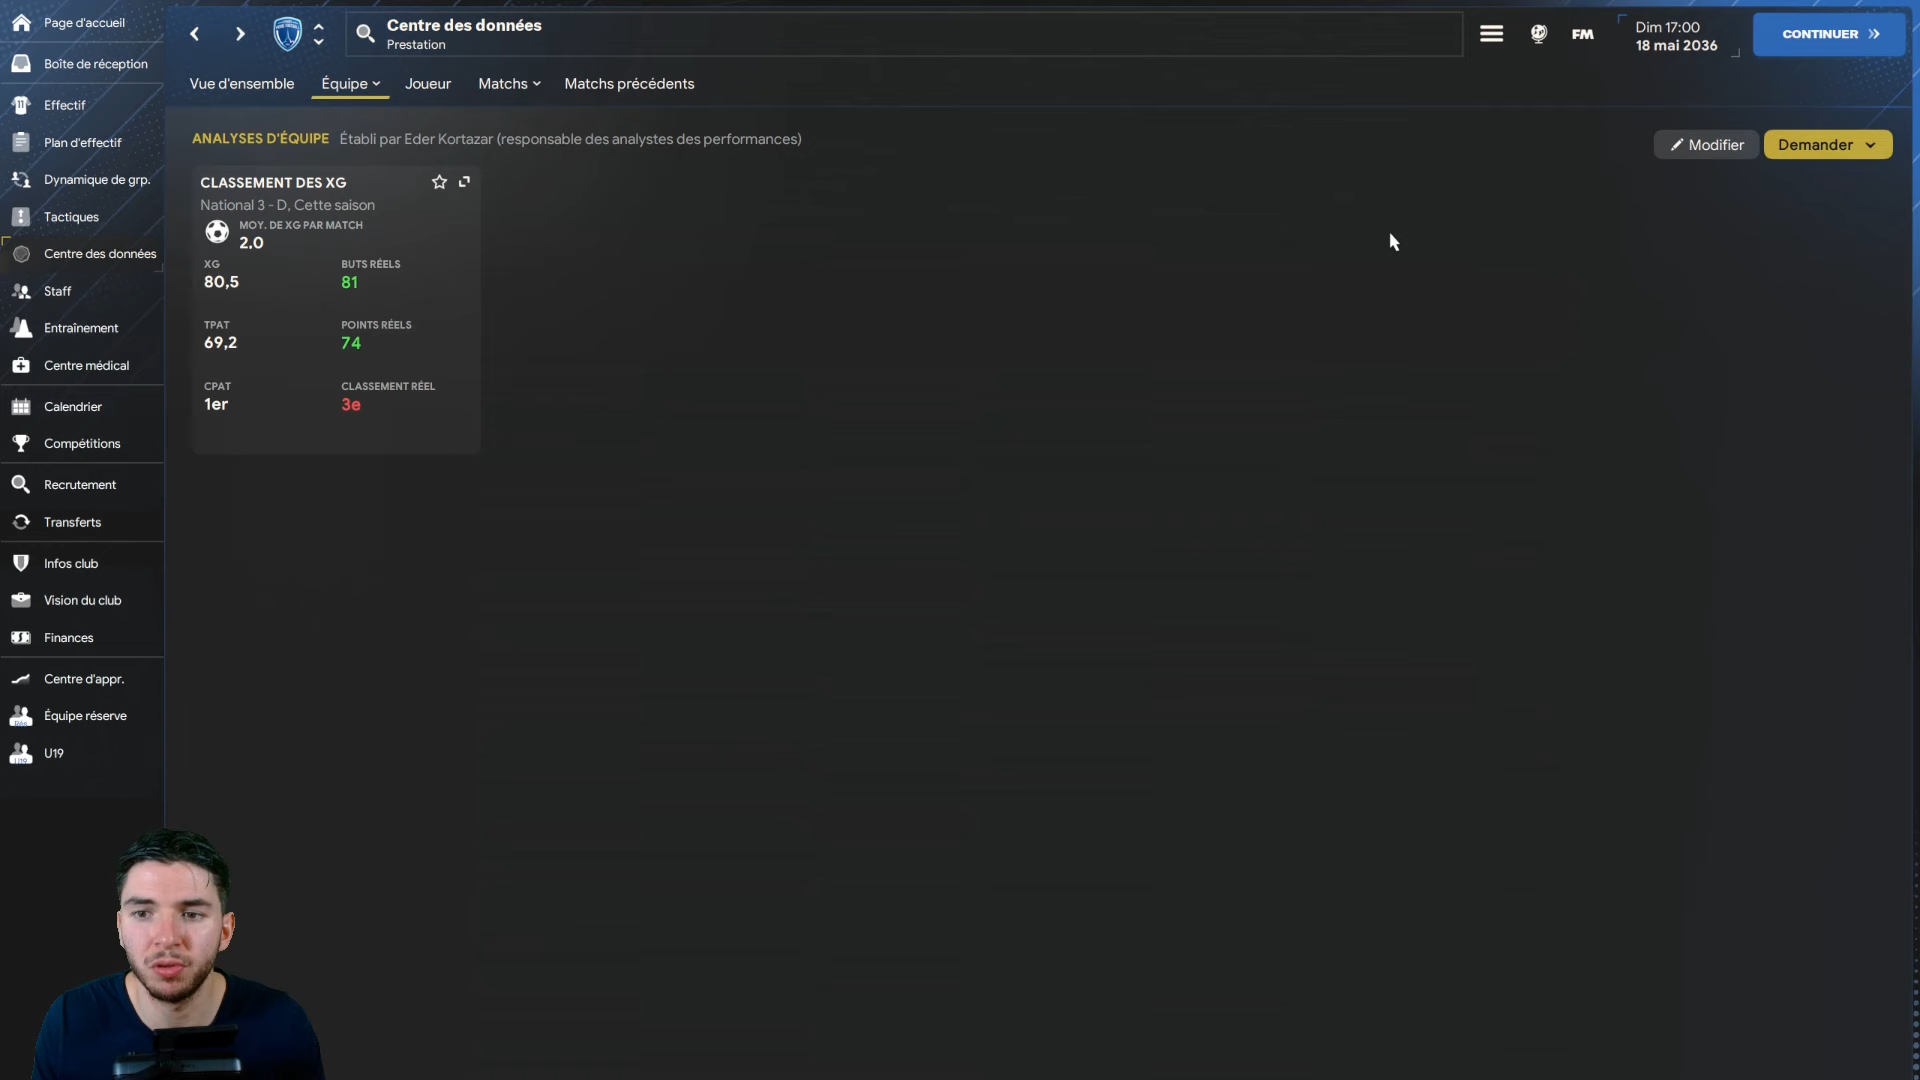 Page d'accueil
Boîte de réception
Effectif
Plan d'effectif
Dynamique de grp.
Tactiques
Centre des données
Staff
Entraînement
Centre médical
Calendrier
Compétitions
Recrutement
Transferts
Infos club
Vision du club
Finances
Centre d'appr.
Équipe réserve
U19
Centre des données
Prestation
FM
Dim 17:00
18 mai 2036
CONTINUER
Vue d'ensemble
Équipe
Joueur
Matchs
Matchs précédents
ANALYSES D'ÉQUIPE Établi par Eder Kortazar (responsable des analystes des performances)
Modifier
Demander
CLASSEMENT DES XG
National 3 - D, Cette saison
MOY. DE XG PAR MATCH
2.0
XG BUTS RÉELS
80,5 81
TPAT POINTS RÉELS
69,2 74
CPAT CLASSEMENT RÉEL
1er 3e